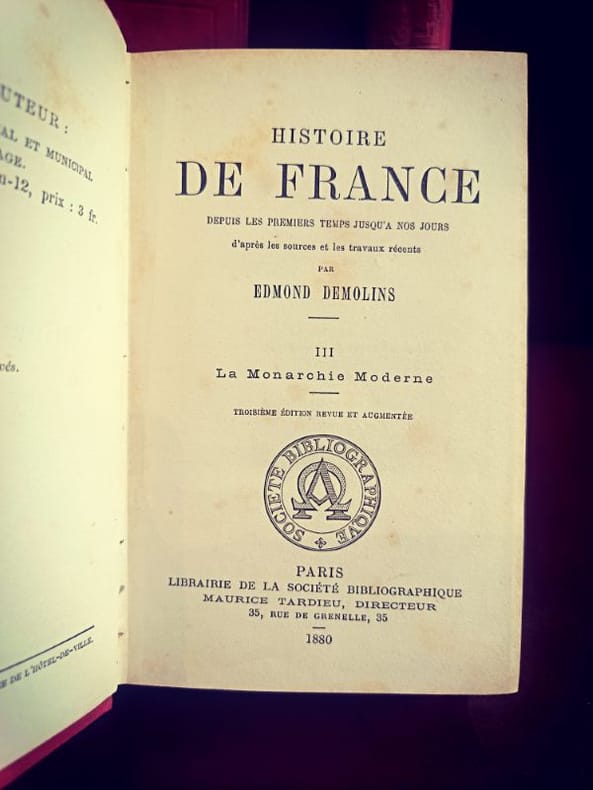 UTEUR :
AL ET MUNICIPAL
AGE.
n-12, prix : 3 fr.
vés.
E DE L'HÔTEL-DE-VILLE.
HISTOIRE
DE FRANCE
DEPUIS LES PREMIERS TEMPS JUSQU'A NOS JOURS
d'après les sources et les travaux récents
PAR
EDMOND DEMOLINS
III
La Monarchie Moderne
TROISIÈME ÉDITION REVUE ET AUGMENTÉE
SOCIETE BIBLIOGRAPHIQVE
ΑΩ
PARIS
LIBRAIRIE DE LA SOCIÉTÉ BIBLIOGRAPHIQUE
MAURICE TARDIEU, DIRECTEUR
35, RUE DE GRENELLE, 35
1880